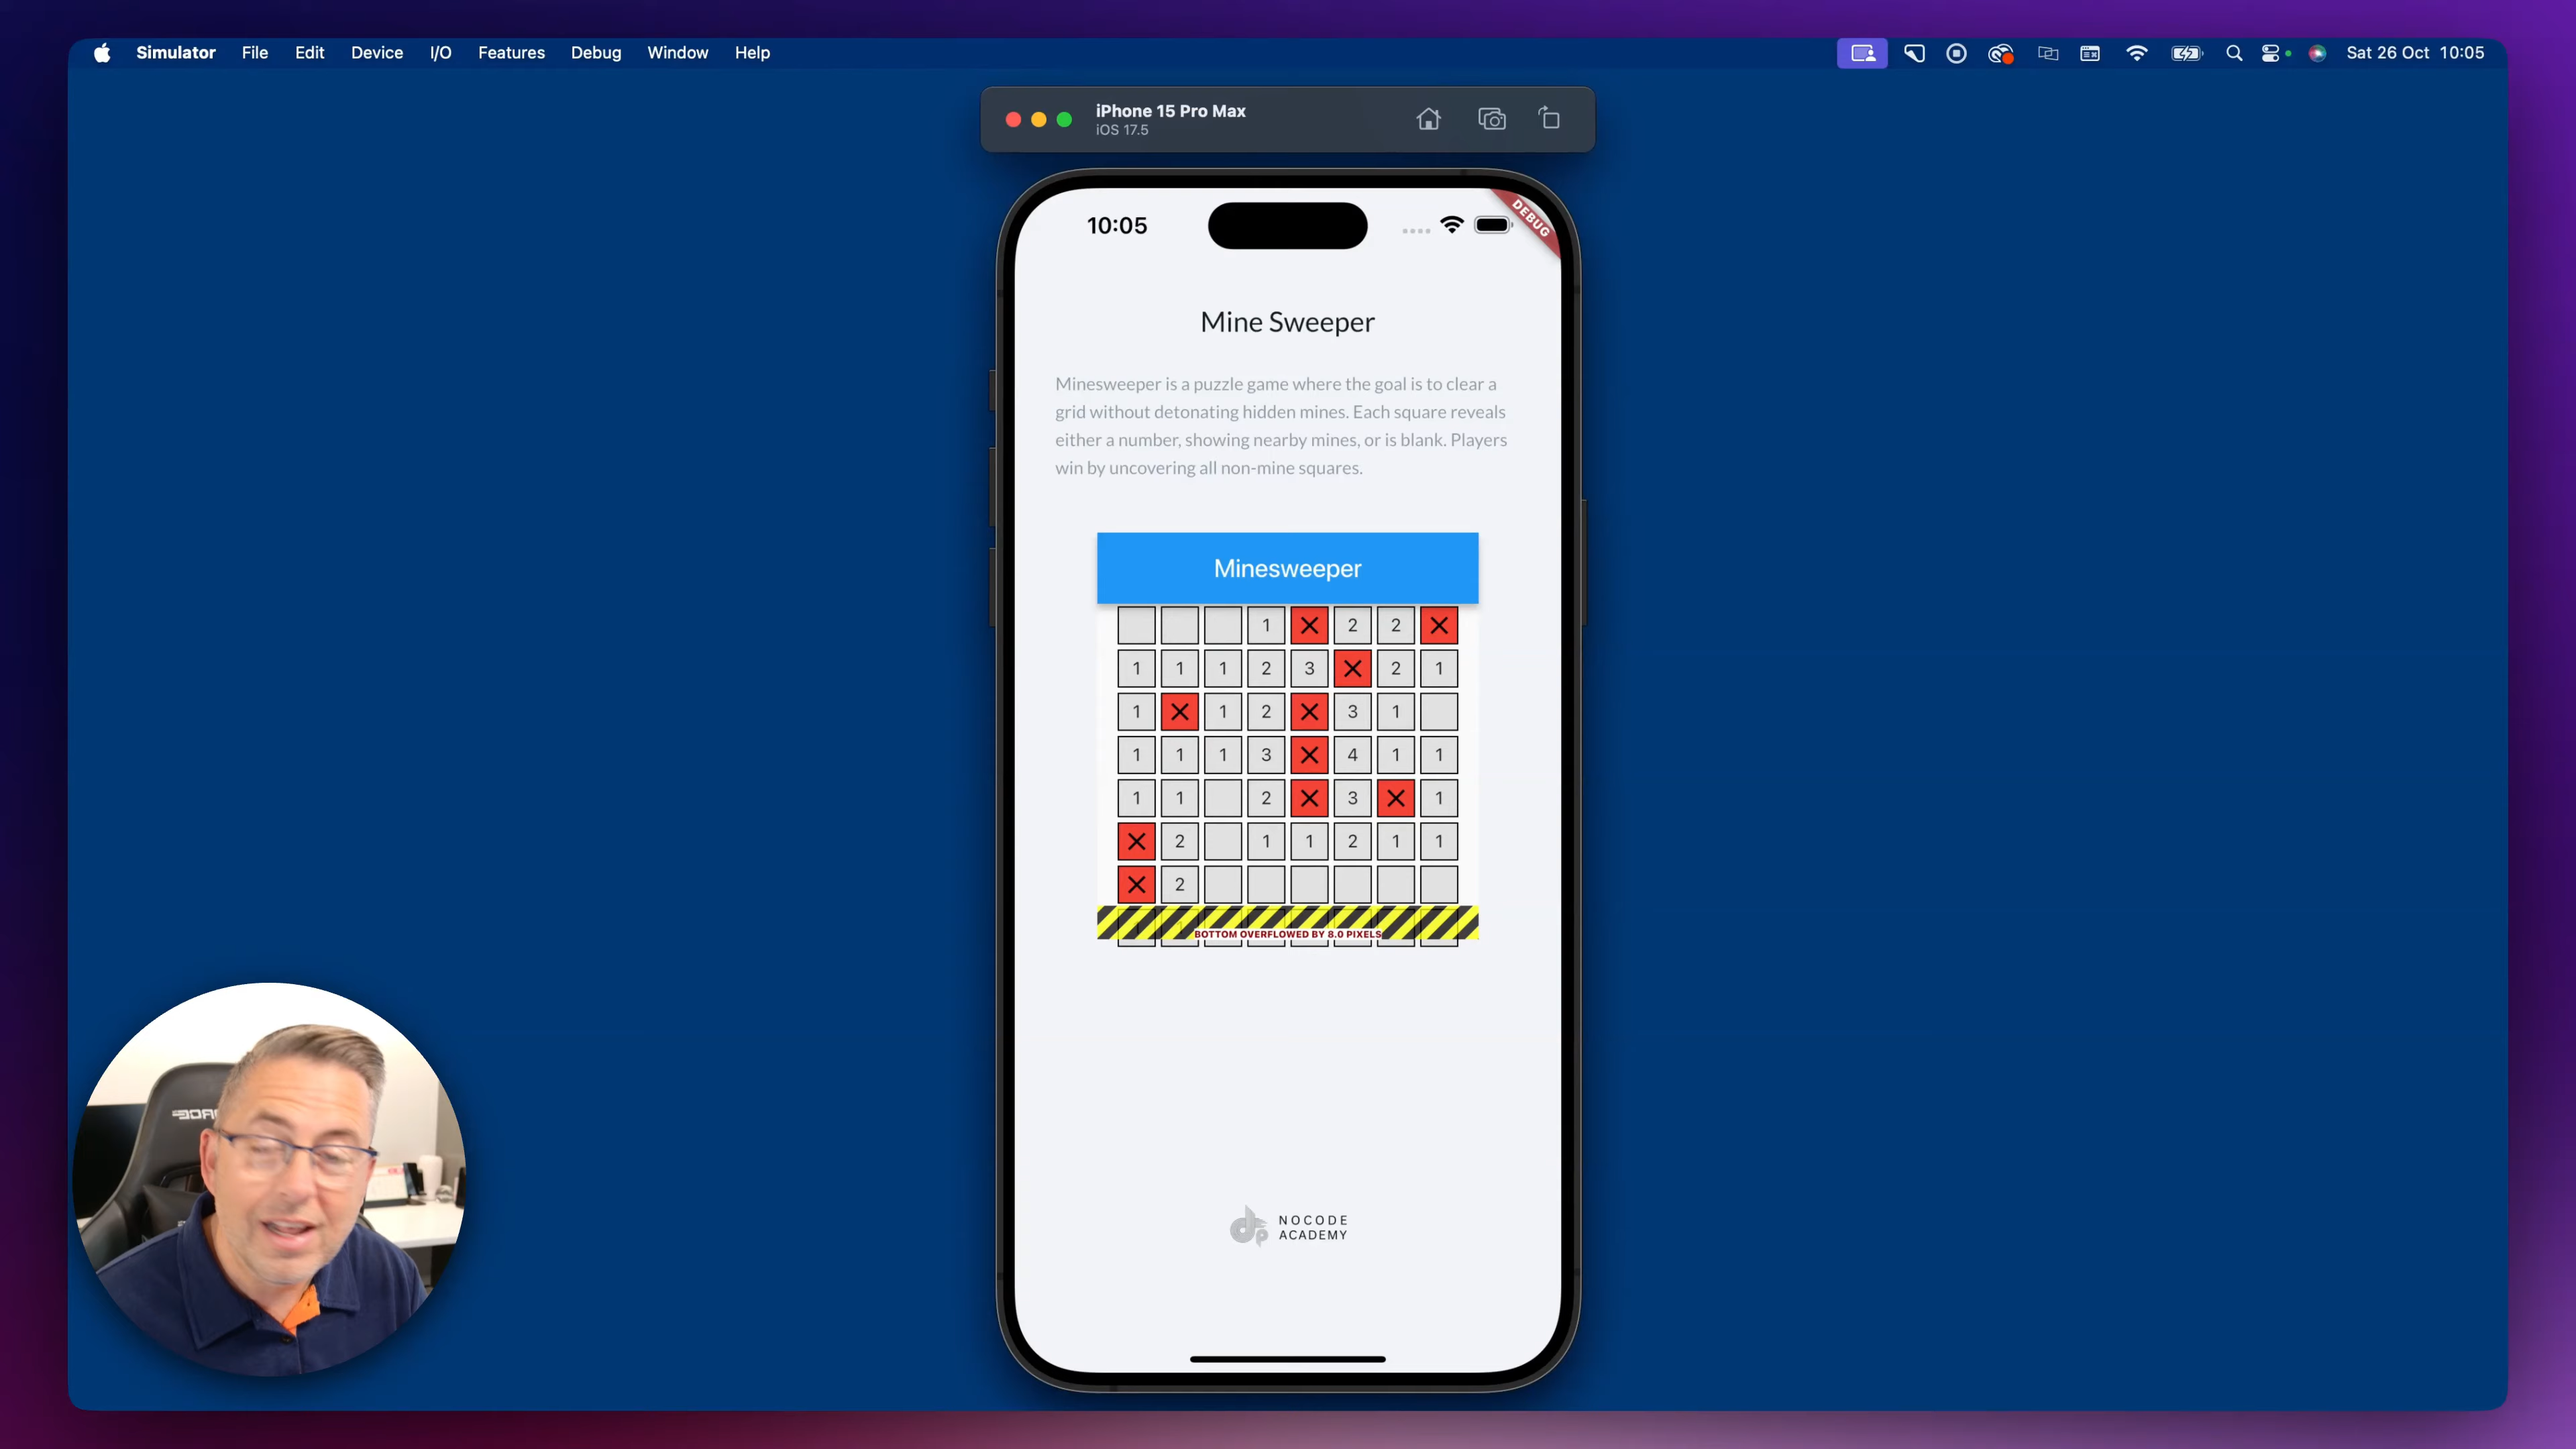 Simulator File Edit Device I/O Features Debug Window Help Sat 26 Oct 10:05
iPhone 15 Pro Max
iOS 17.5
10:05
DEBUG
Mine Sweeper
Minesweeper is a puzzle game where the goal is to clear a
grid without detonating hidden mines. Each square reveals
either a number, showing nearby mines, or is blank. Players
win by uncovering all non-mine squares.
Minesweeper
1 2 2
1 1 1 2 3 2 1
1 1 2 3 1
1 1 1 3 4 1 1
1 1 2 3 1
2 1 1 2 1 1
2
BOTTOM OVERFLOWED BY 8.0 PIXELS
NOCODE
ACADEMY